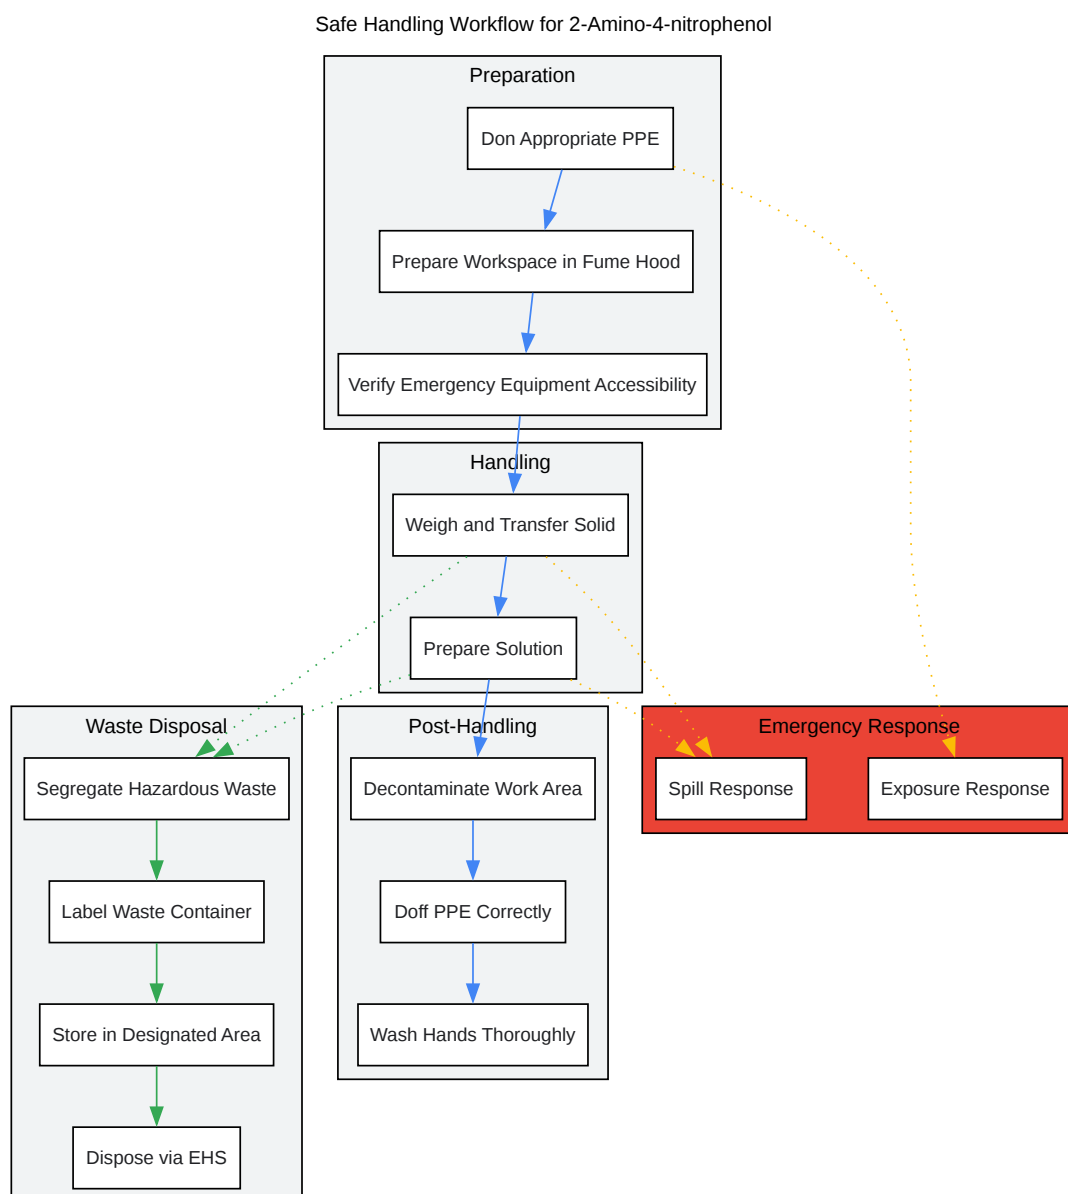 Safe Handling Workflow for 2-Amino-4-nitrophenol
Preparation
Don Appropriate PPE
Prepare Workspace in Fume Hood
Verify Emergency Equipment Accessibility
Handling
Weigh and Transfer Solid
Prepare Solution
Waste Disposal
Segregate Hazardous Waste
Label Waste Container
Store in Designated Area
Dispose via EHS
Post-Handling
Decontaminate Work Area
Doff PPE Correctly
Wash Hands Thoroughly
Emergency Response
Spill Response
Exposure Response